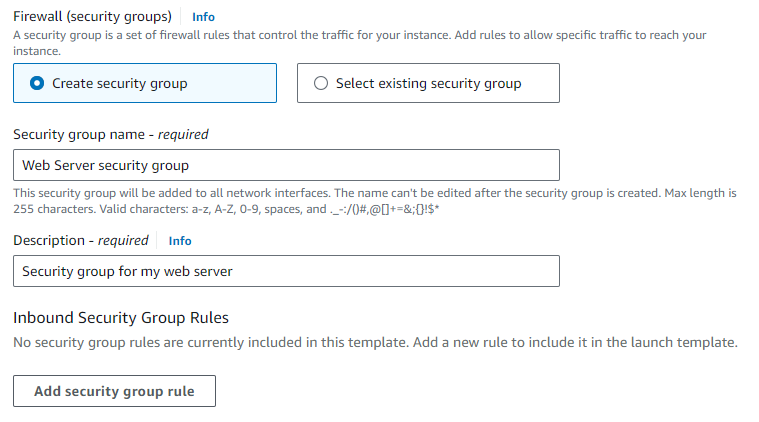 Firewall (security groups) Info
A security group is a set of firewall rules that control the traffic for your instance. Add rules to allow specific traffic to reach your
instance.
Create security group Select existing security group
Security group name - required
Web Server security group
This security group will be added to all network interfaces. The name can't be edited after the security group is created. Max length is
255 characters. Valid characters: a-z, A-Z, 0-9, spaces, and ._-:/()#,@[]+=&;{}!$*
Description - required Info
Security group for my web server
Inbound Security Group Rules
No security group rules are currently included in this template. Add a new rule to include it in the launch template.
Add security group rule